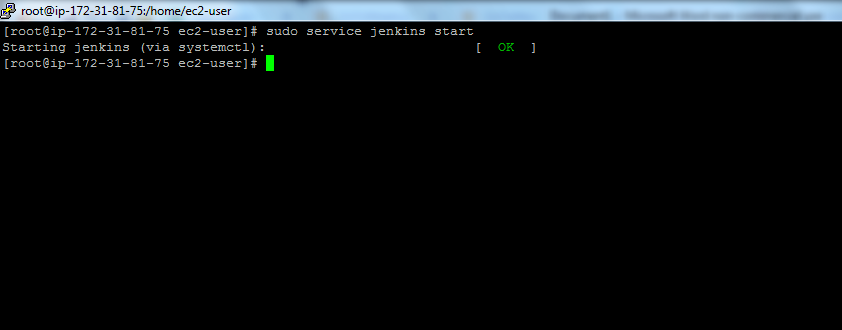 root@ip-172-31-81-75:/home/ec2-user
[root@ip-172-31-81-75 ec2-user]# sudo service jenkins start
Starting jenkins (via systemctl):                          [  OK  ]
[root@ip-172-31-81-75 ec2-user]#